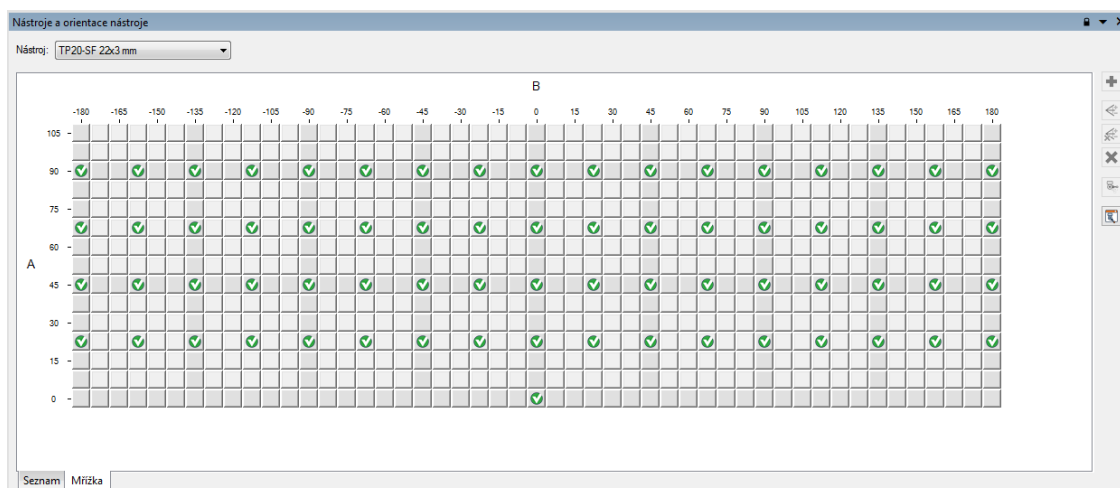 Nástroje a orientace nástroje
Nástroj: TP20-SF 22x3 mm
B
-180 -165 -150 -135 -120 -105 -90 -75 -60 -45 -30 -15 0 15 30 45 60 75 90 105 120 135 150 165 180
105
90
75
60
A
45
30
15
0
Seznam Mřížka